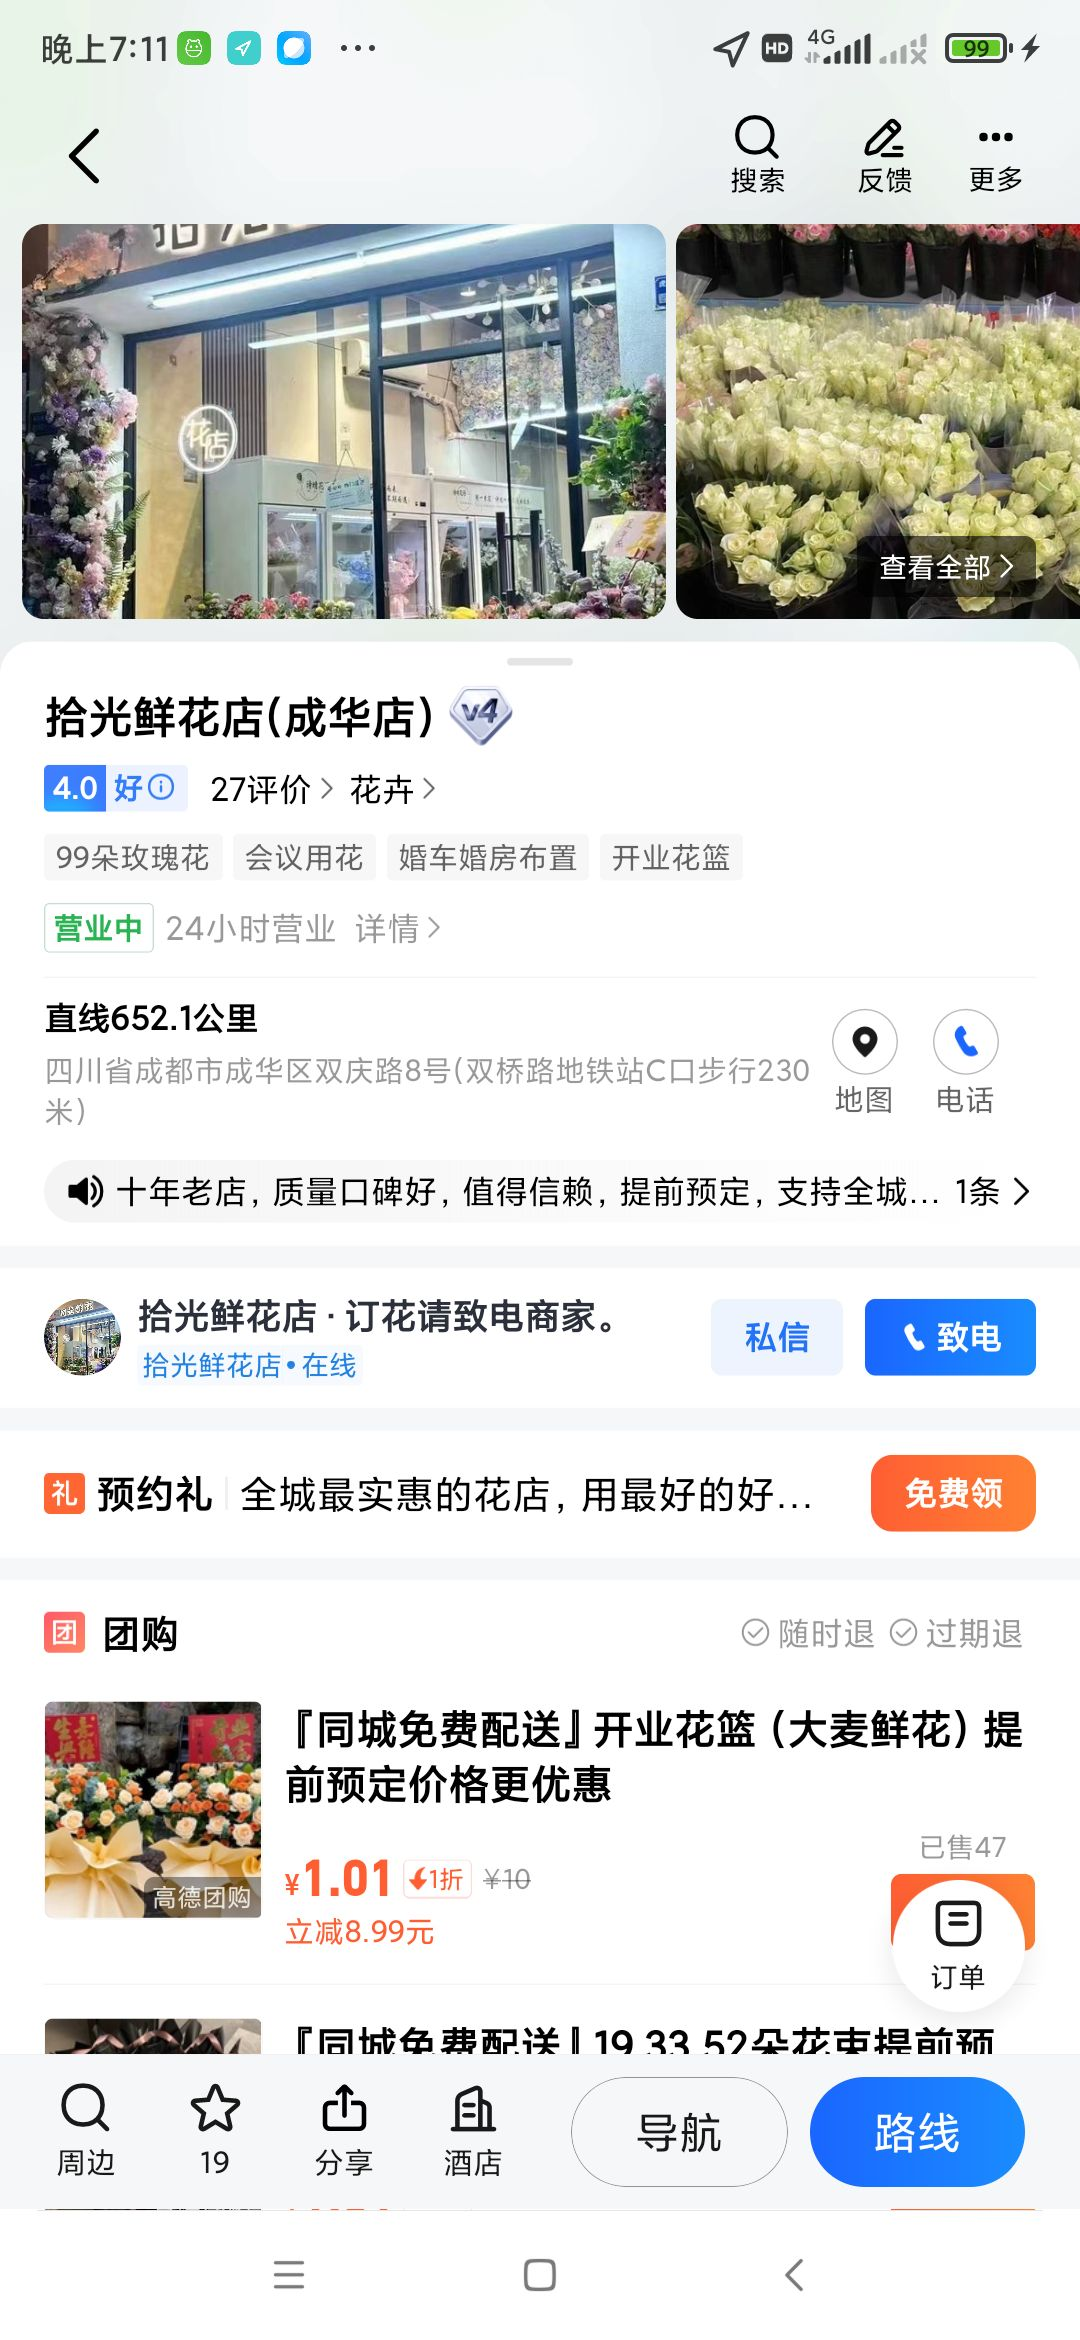 晚上7:11
HD 4G 99
搜索 反馈 更多
花店
查看全部
拾光鲜花店(成华店) v4
4.0 好 27评价 花卉
99朵玫瑰花 会议用花 婚车婚房布置 开业花篮
营业中 24小时营业 详情
直线652.1公里
四川省成都市成华区双庆路8号(双桥路地铁站C口步行230
米)
地图 电话
十年老店，质量口碑好，值得信赖，提前预定，支持全城... 1条
拾光鲜花店 · 订花请致电商家。
拾光鲜花店•在线
私信 致电
礼 预约礼 全城最实惠的花店，用最好的好... 免费领
团 团购 随时退 过期退
『同城免费配送』开业花篮（大麦鲜花）提
前预定价格更优惠
高德团购
已售47
¥1.01 1折 ¥10
立减8.99元
订单
『同城免费配送』19 33 52朵花束提前预
周边 19 分享 酒店 导航 路线